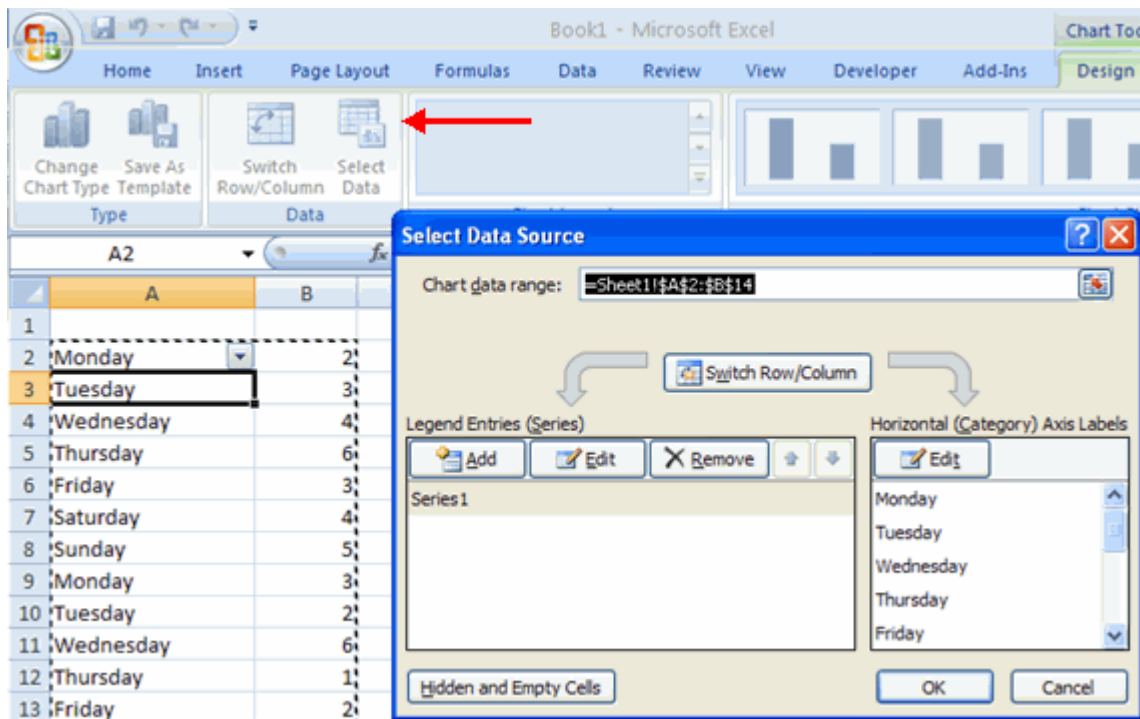 Book1 - Microsoft Excel
Chart Too
Home Insert Page Layout Formulas Data Review View Developer Add-Ins Design
Change Chart Type
Save As Template
Switch Row/Column
Select Data
Type
Data
A2
fx
A B
1
2 Monday 2
3 Tuesday 3
4 Wednesday 4
5 Thursday 6
6 Friday 3
7 Saturday 4
8 Sunday 5
9 Monday 3
10 Tuesday 2
11 Wednesday 6
12 Thursday 1
13 Friday 2
Select Data Source
?
Chart data range: =Sheet1!$A$2:$B$14
Switch Row/Column
Legend Entries (Series)
Add Edit Remove
Series1
Horizontal (Category) Axis Labels
Edit
Monday
Tuesday
Wednesday
Thursday
Friday
Hidden and Empty Cells
OK Cancel